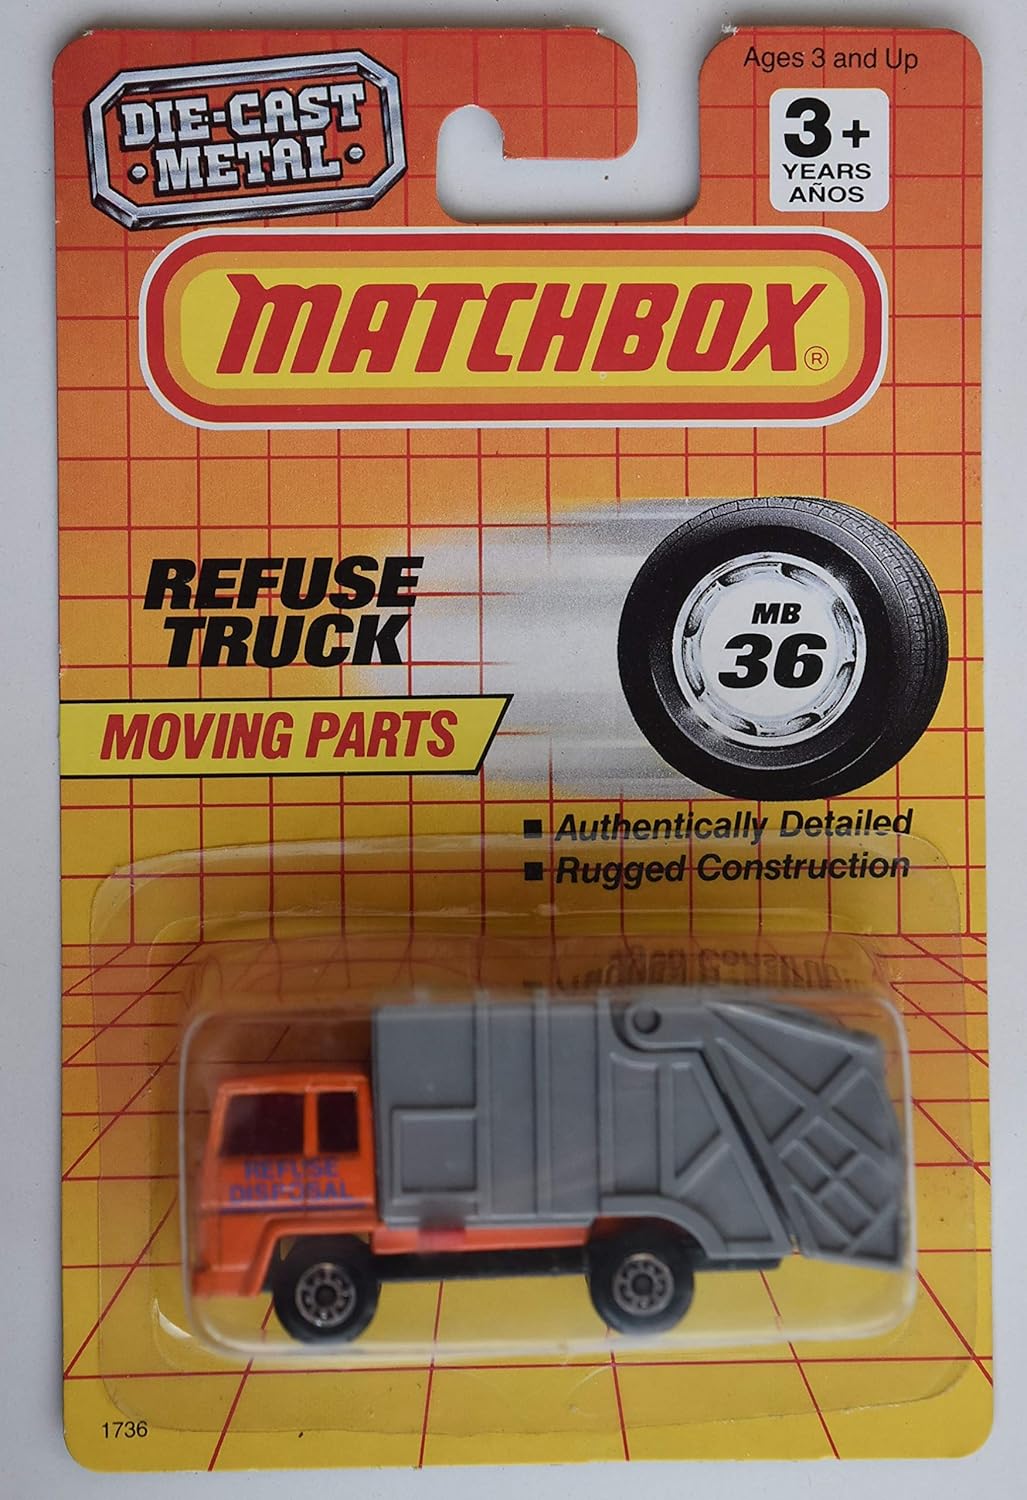 Ages 3 and Up
DIE-CAST
METAL
3+
YEARS
AÑOS
MATCHBOX®
REFUSE
TRUCK
MB
36
MOVING PARTS
■ Authentically Detailed
■ Rugged Construction
REFUSE
DISPOSAL
1736